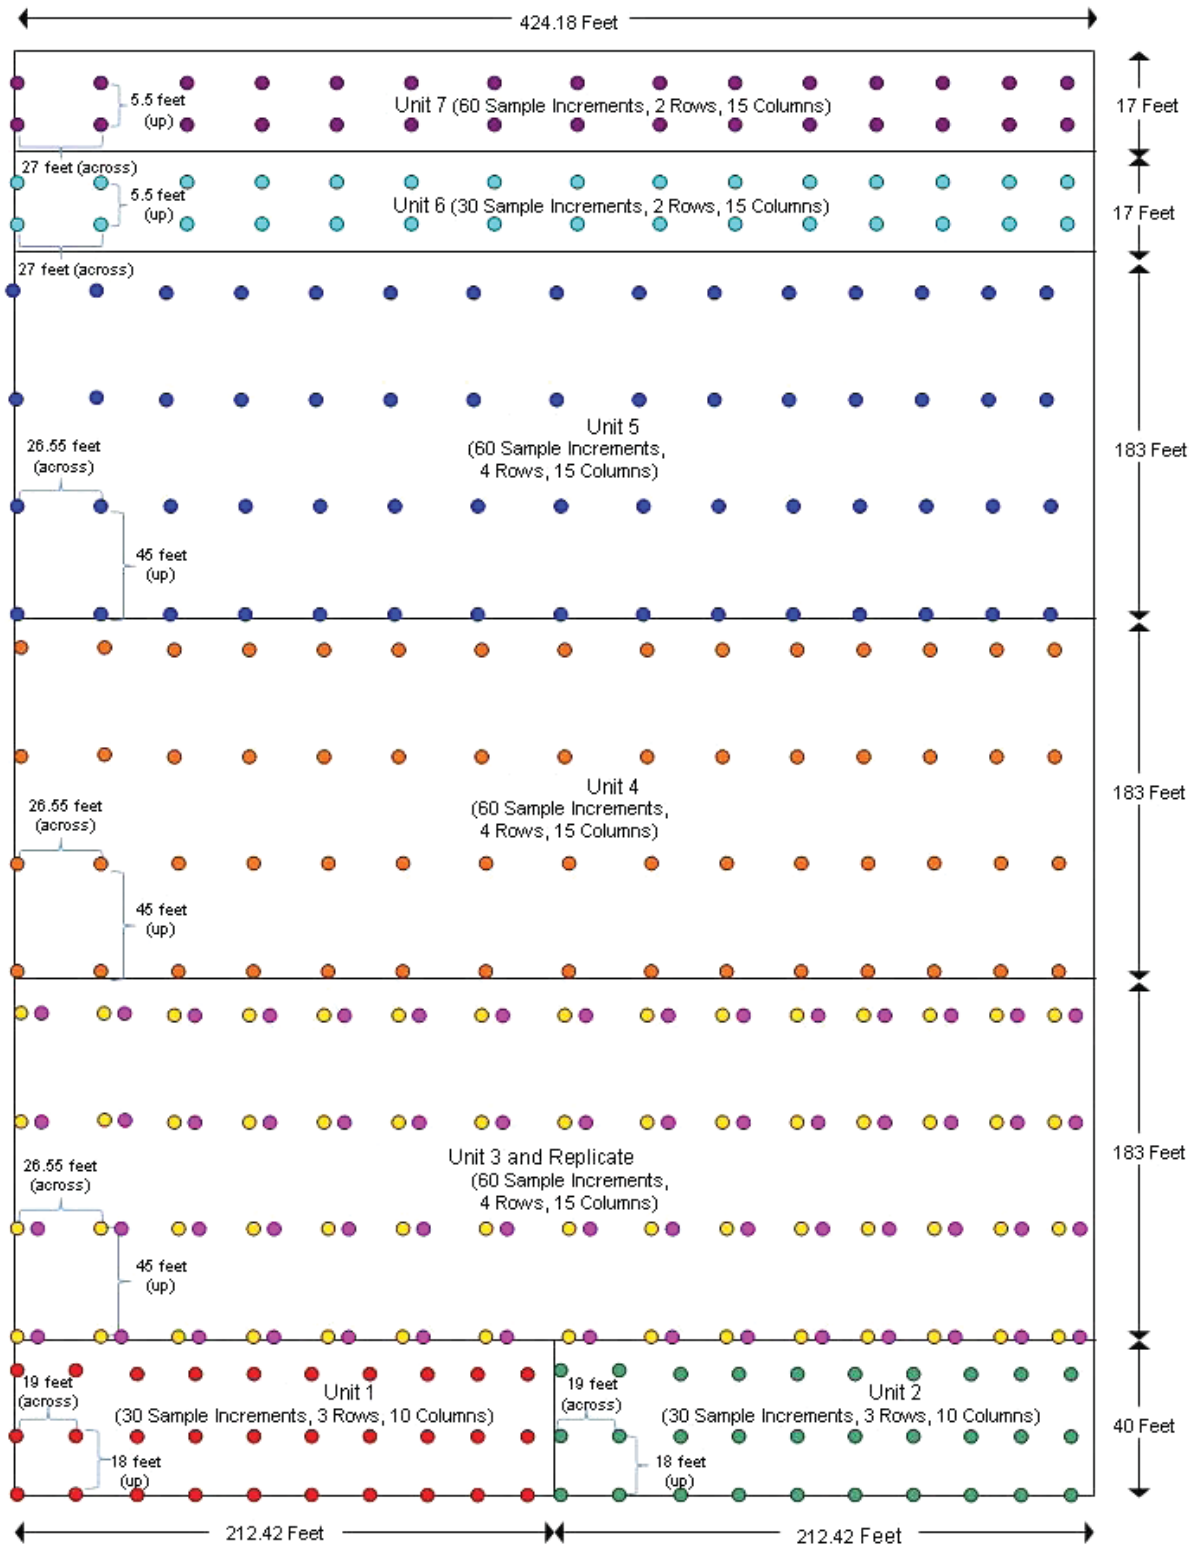 424.18 Feet
5.5 feet
(up)
Unit 7 (60 Sample Increments, 2 Rows, 15 Columns)
17 Feet
27 feet (across)
5.5 feet
(up)
Unit 6 (30 Sample Increments, 2 Rows, 15 Columns)
17 Feet
27 feet (across)
Unit 5
(60 Sample Increments,
4 Rows, 15 Columns)
26.55 feet
(across)
183 Feet
45 feet
(up)
Unit 4
(60 Sample Increments,
4 Rows, 15 Columns)
183 Feet
26.55 feet
(across)
45 feet
(up)
Unit 3 and Replicate
(60 Sample Increments,
4 Rows, 15 Columns)
183 Feet
26.55 feet
(across)
45 feet
(up)
19 feet
(across)
Unit 1
(30 Sample Increments, 3 Rows, 10 Columns)
18 feet
(up)
19 feet
(across)
Unit 2
(30 Sample Increments, 3 Rows, 10 Columns)
18 feet
(up)
40 Feet
212.42 Feet
212.42 Feet